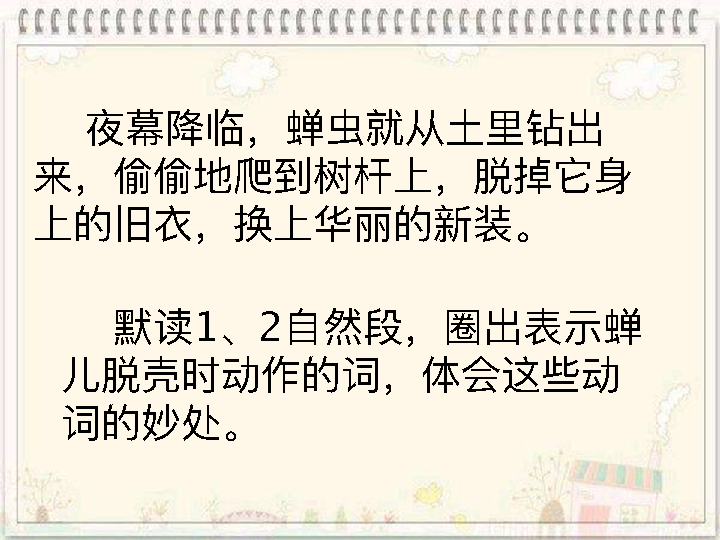 夜幕降临，蝉虫就从土里钻出
来，偷偷地爬到树杆上，脱掉它身
上的旧衣，换上华丽的新装。
默读1、2自然段，圈出表示蝉
儿脱壳时动作的词，体会这些动
词的妙处。